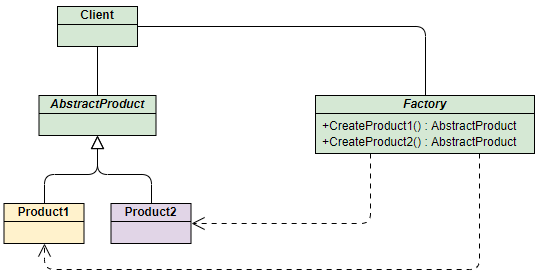 Client
AbstractProduct
Factory
+CreateProduct1() : AbstractProduct
+CreateProduct2() : AbstractProduct
Product1
Product2